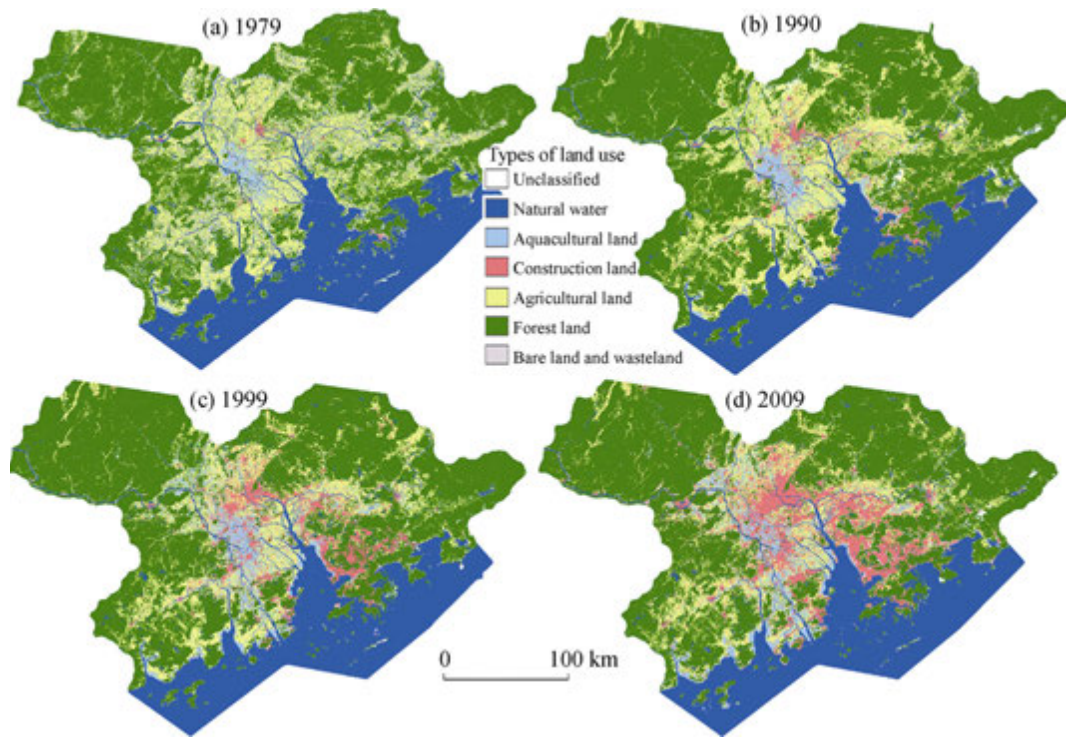 (a) 1979
(b) 1990
Types of land use
Unclassified
Natural water
Aquacultural land
Construction land
Agricultural land
Forest land
Bare land and wasteland
(c) 1999
(d) 2009
0 100 km